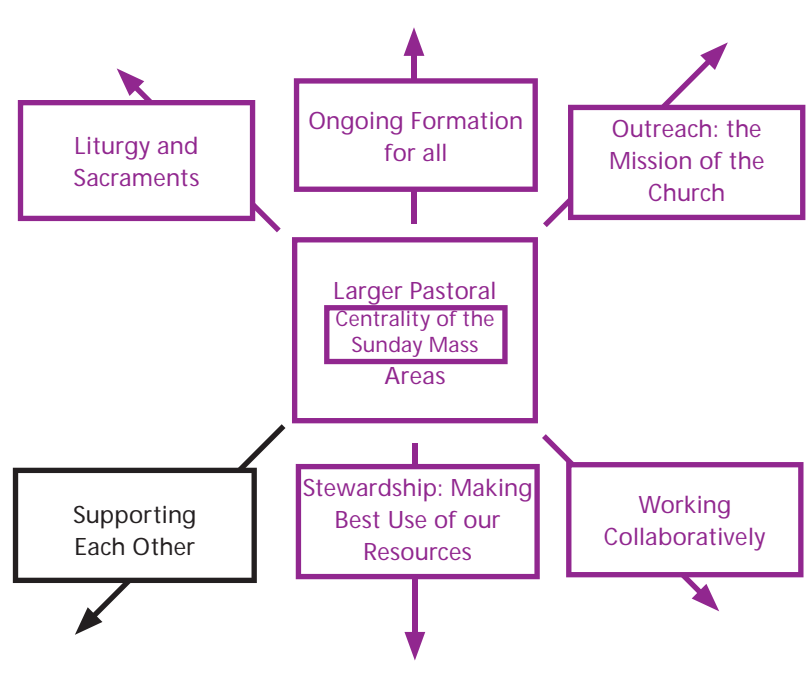 Liturgy and
Sacraments
Ongoing Formation
for all
Outreach: the
Mission of the
Church
Larger Pastoral
Centrality of the
Sunday Mass
Areas
Supporting
Each Other
Stewardship: Making
Best Use of our
Resources
Working
Collaboratively